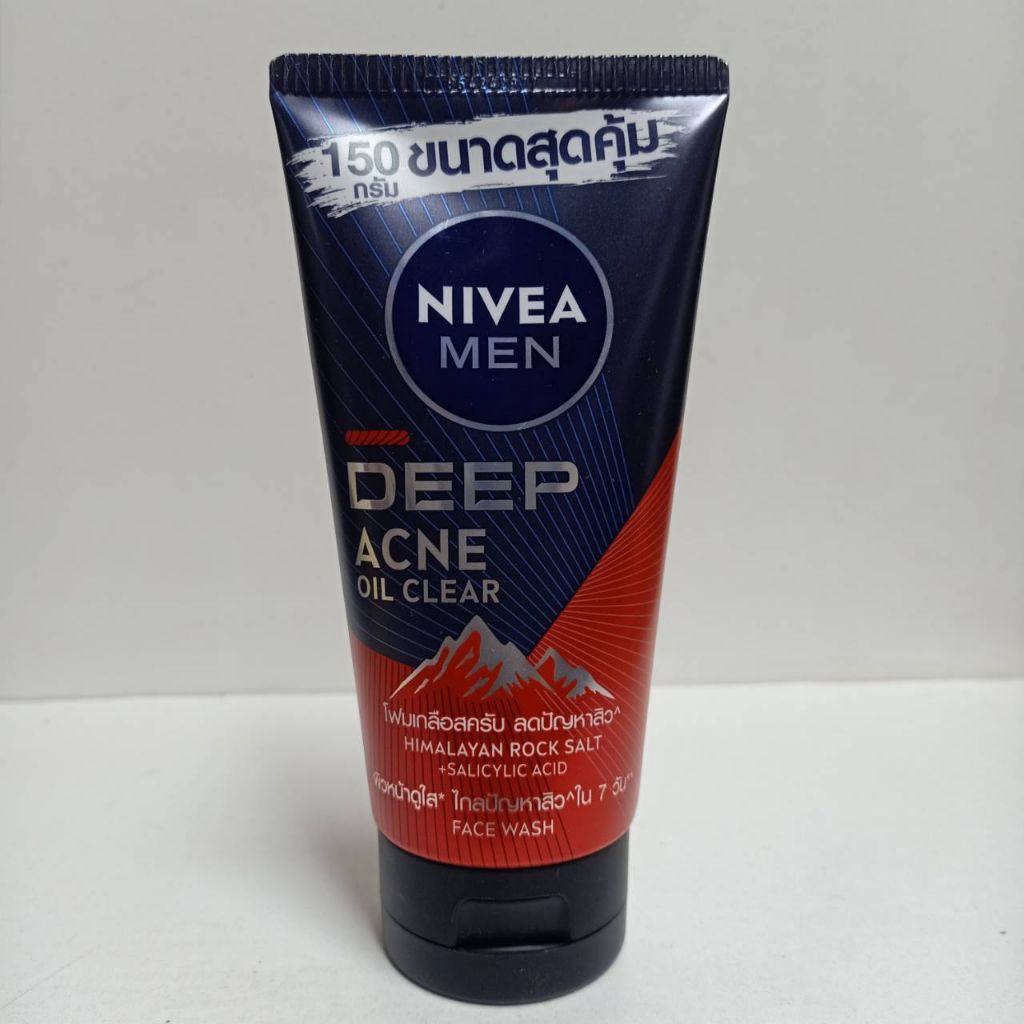 150 ขนาดสุดคุ้ม
กรัม
NIVEA
MEN
DEEP
ACNE
OIL CLEAR
โฟมเกลือสครับ ลดปัญหาสิว^
HIMALAYAN ROCK SALT
+SALICYLIC ACID
ผิวหน้าดูใส* ไกลปัญหาสิว^ใน 7 วัน**
FACE WASH